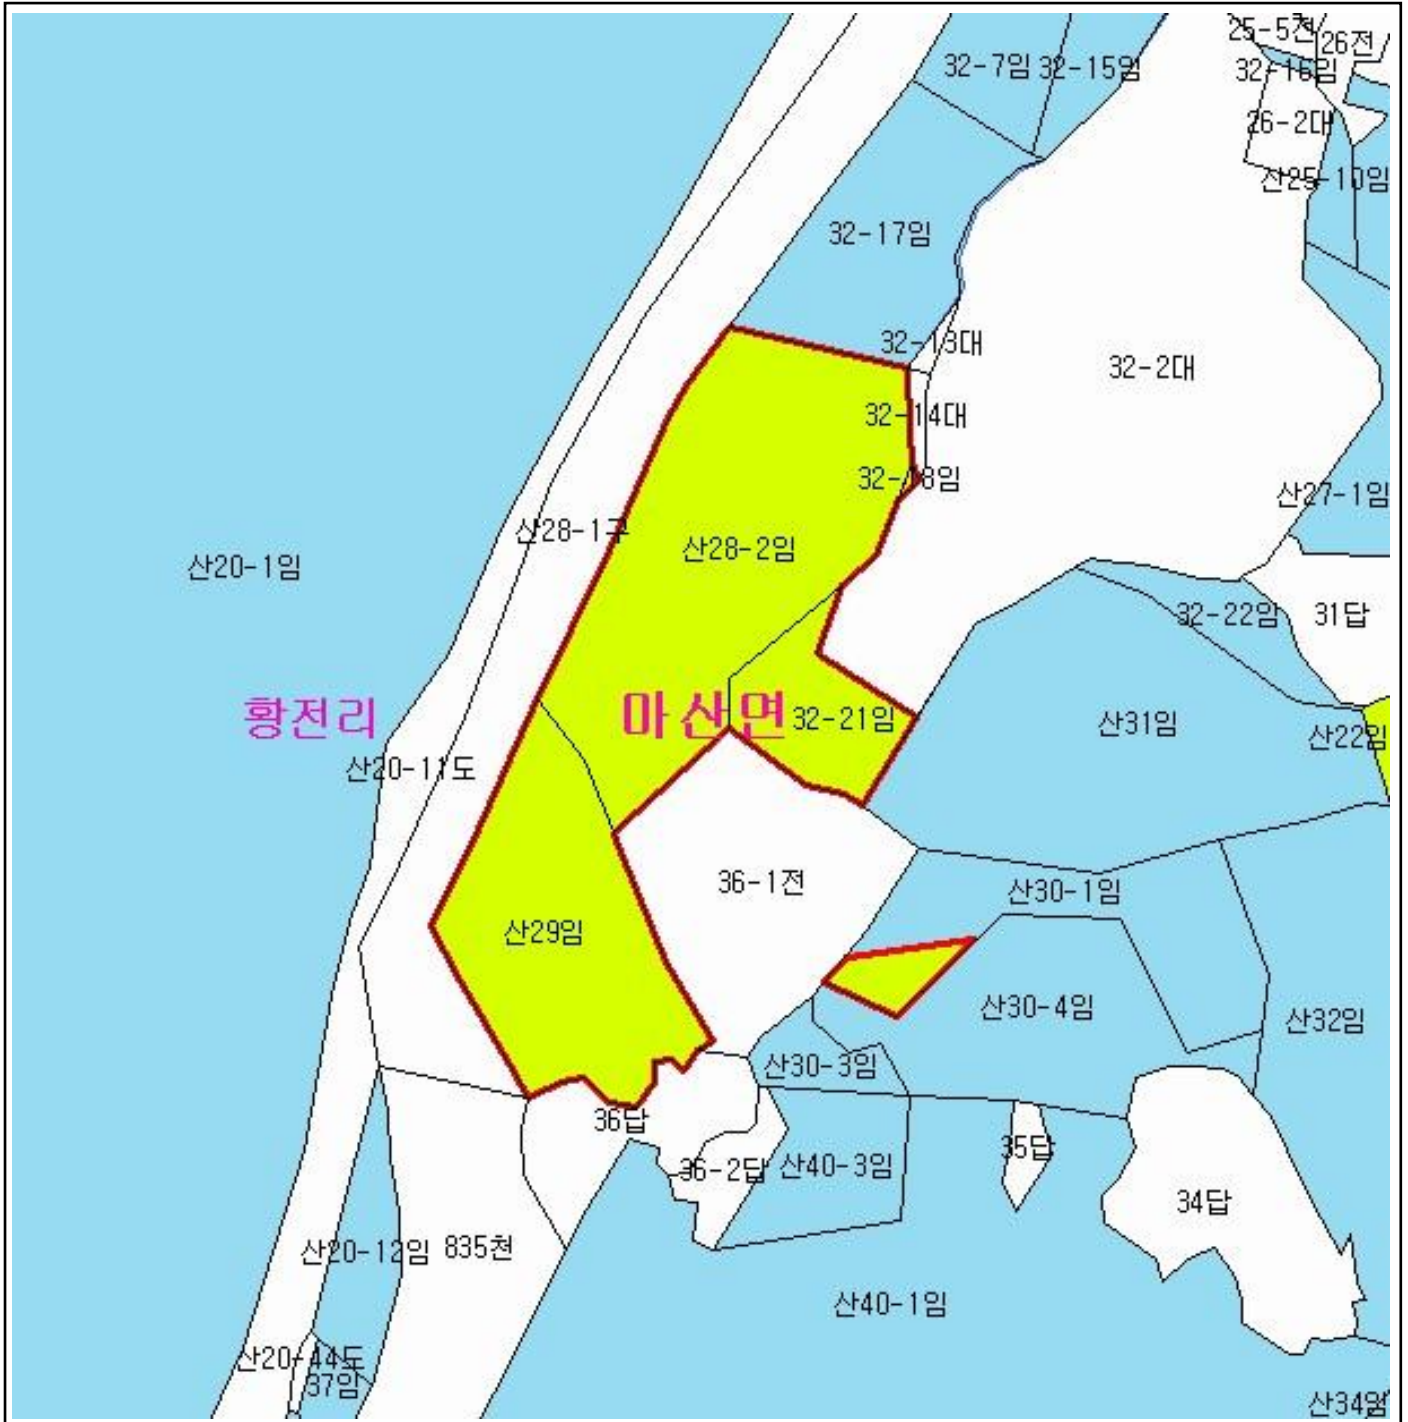 25-5전
26전
32-7임
32-15임
32-16임
26-2대
산25-10임
32-17임
32-13대
32-2대
32-14대
32-18임
산27-1임
산28-1구
산28-2임
산20-1임
32-22임
31답
황전리
마산면
32-21임
산31임
산22임
산20-11도
36-1전
산30-1임
산29임
산30-4임
산32임
산30-3임
36답
35답
36-2답
산40-3임
34답
산20-12임
835천
산40-1임
산20-44도
37임
산34임